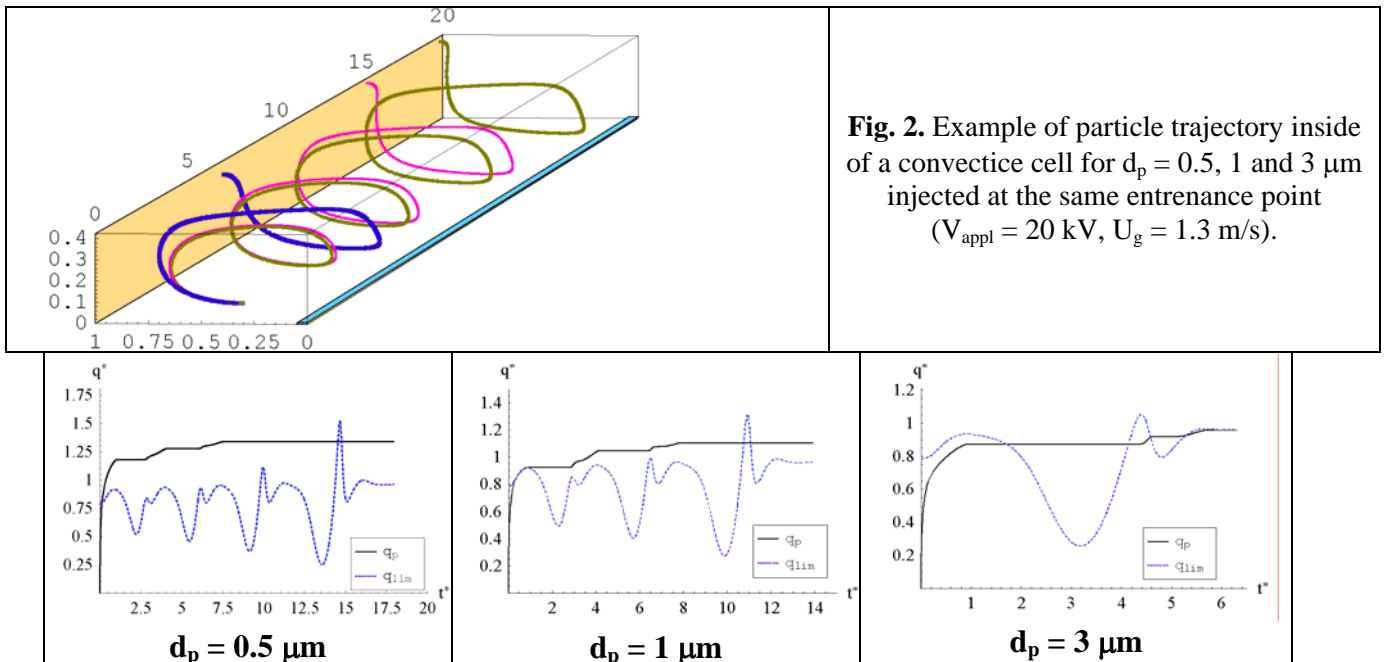 20
15
10
5
0
0.4
0.3
0.2
0.1
0
1 0.75 0.5 0.25 0
Fig. 2. Example of particle trajectory inside
of a convectice cell for dp = 0.5, 1 and 3 μm
injected at the same entrenance point
(Vappl = 20 kV, Ug = 1.3 m/s).
q*
1.75
1.5
1.25
1
0.75
0.5
0.25
2.5 5 7.5 10 12.5 15 17.5 20
t*
qp
qlim
dp = 0.5 μm
q*
1.4
1.2
1
0.8
0.6
0.4
0.2
2 4 6 8 10 12 14
t*
qp
qlim
dp = 1 μm
q*
1.2
1
0.8
0.6
0.4
0.2
1 2 3 4 5 6
t*
qp
qlim
dp = 3 μm